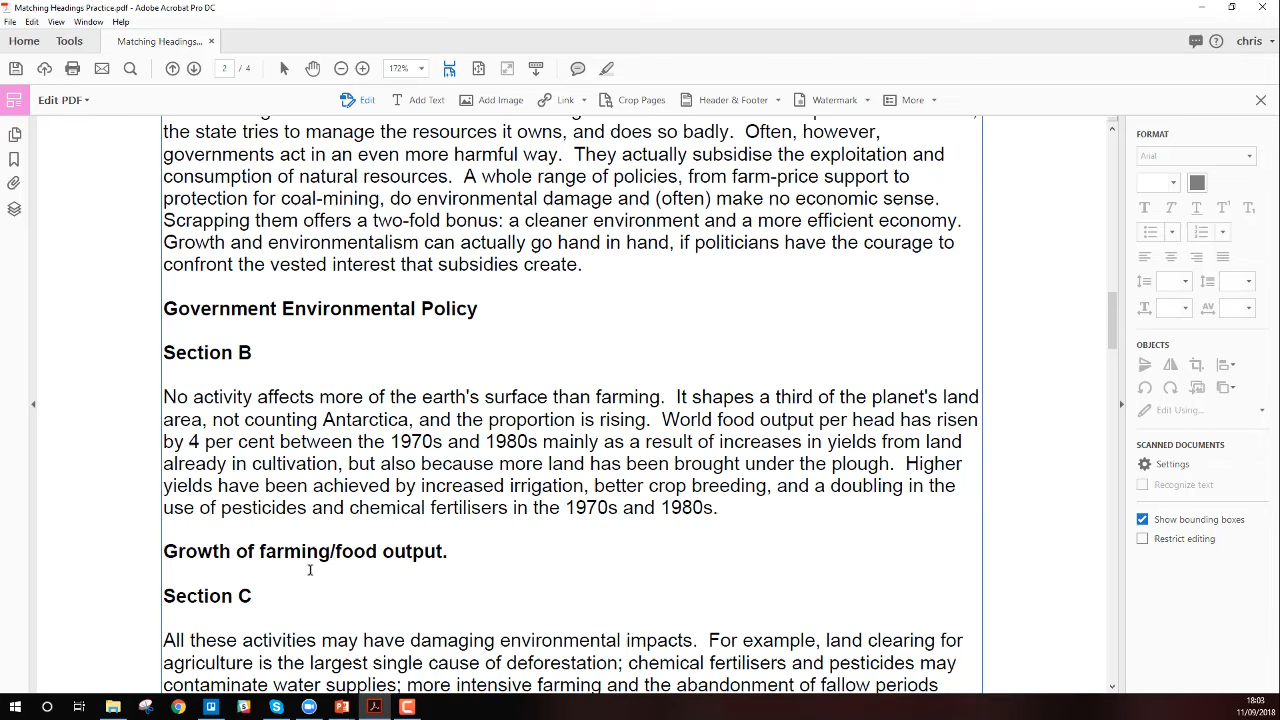 Matching Headings Practice.pdf - Adobe Acrobat Pro DC
File Edit View Window Help
Home Tools Matching Headings... × chris
2 / 4 172%
Edit PDF Edit Add Text Add Image Link Crop Pages Header & Footer Watermark More
the state tries to manage the resources it owns, and does so badly. Often, however,
governments act in an even more harmful way. They actually subsidise the exploitation and
consumption of natural resources. A whole range of policies, from farm-price support to
protection for coal-mining, do environmental damage and (often) make no economic sense.
Scrapping them offers a two-fold bonus: a cleaner environment and a more efficient economy.
Growth and environmentalism can actually go hand in hand, if politicians have the courage to
confront the vested interest that subsidies create.
Government Environmental Policy
Section B
No activity affects more of the earth's surface than farming. It shapes a third of the planet's land
area, not counting Antarctica, and the proportion is rising. World food output per head has risen
by 4 per cent between the 1970s and 1980s mainly as a result of increases in yields from land
already in cultivation, but also because more land has been brought under the plough. Higher
yields have been achieved by increased irrigation, better crop breeding, and a doubling in the
use of pesticides and chemical fertilisers in the 1970s and 1980s.
Growth of farming/food output.
Section C
All these activities may have damaging environmental impacts. For example, land clearing for
agriculture is the largest single cause of deforestation; chemical fertilisers and pesticides may
contaminate water supplies; more intensive farming and the abandonment of fallow periods
FORMAT
Arial
OBJECTS
Edit Using...
SCANNED DOCUMENTS
Settings
Recognize text
Show bounding boxes
Restrict editing
18:03
11/09/2018